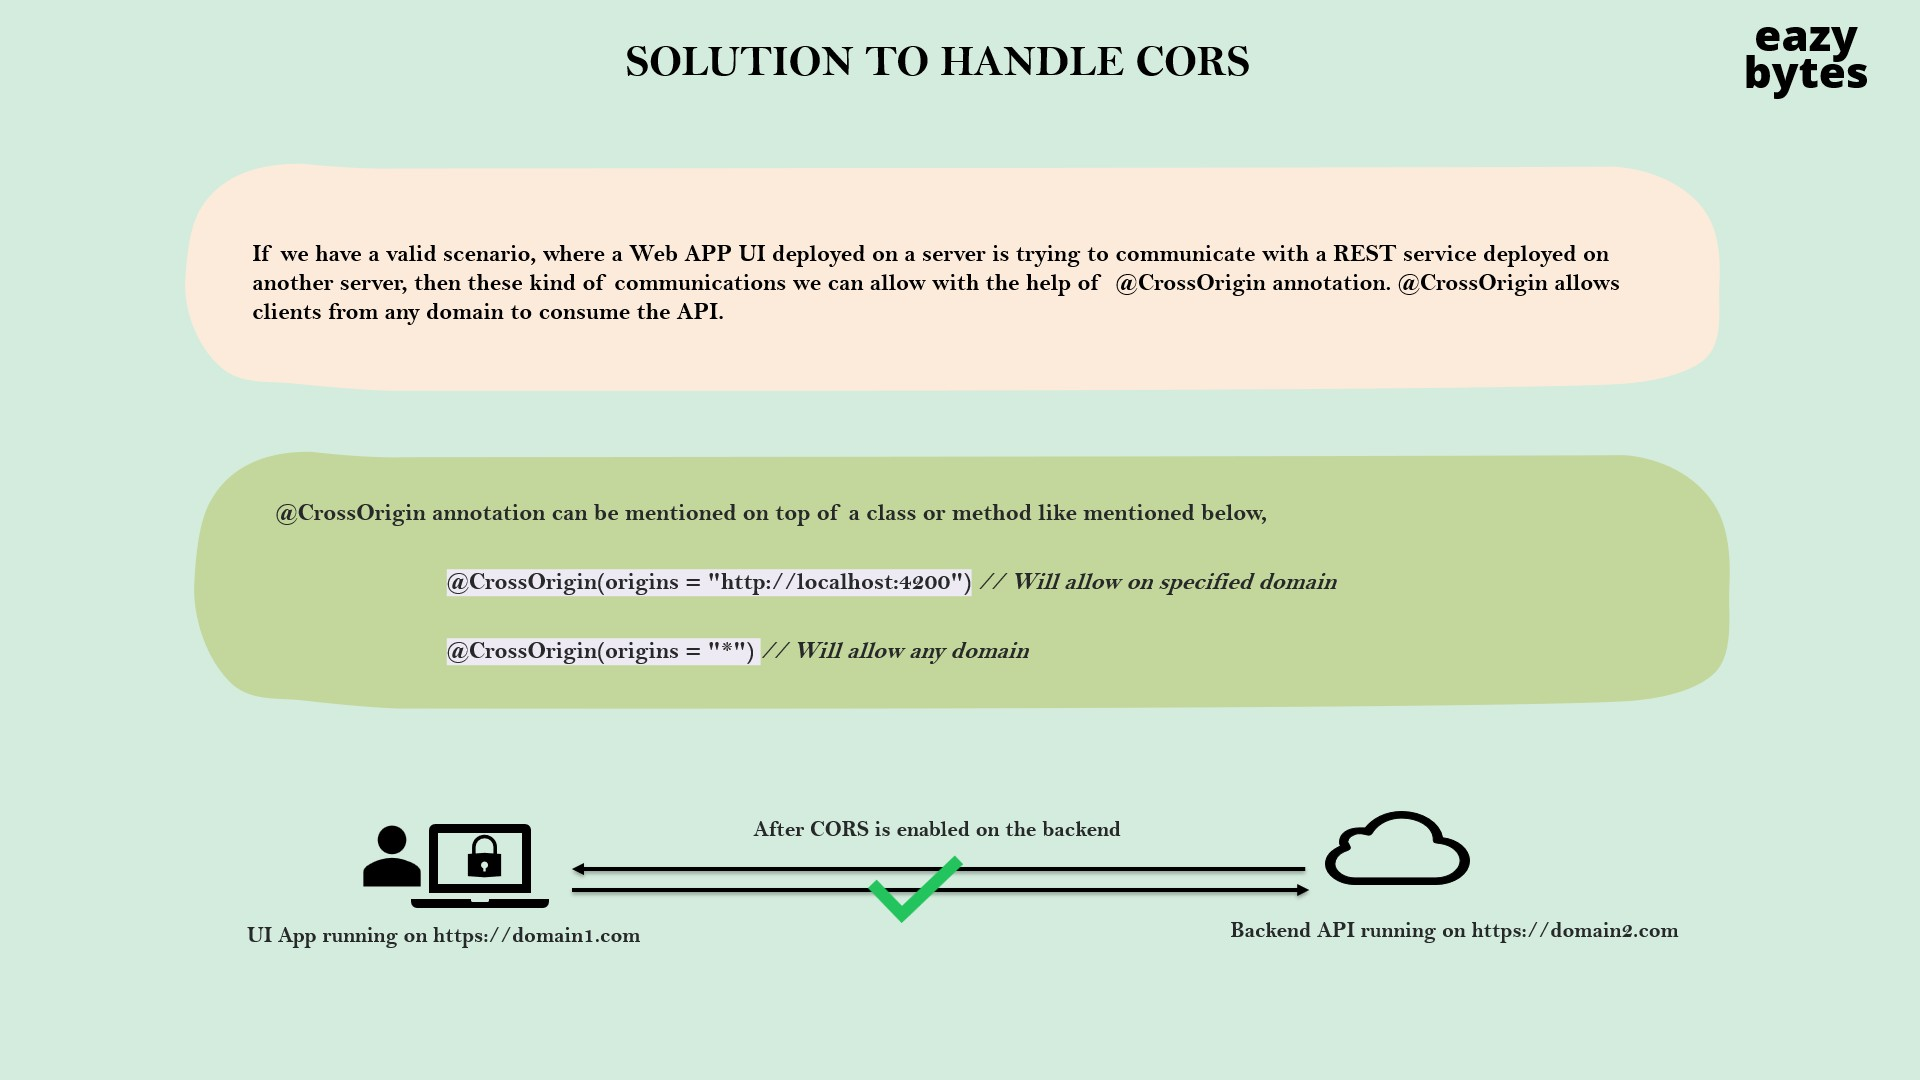 SOLUTION TO HANDLE CORS
eazy
bytes
If we have a valid scenario, where a Web APP UI deployed on a server is trying to communicate with a REST service deployed on
another server, then these kind of communications we can allow with the help of @CrossOrigin annotation. @CrossOrigin allows
clients from any domain to consume the API.
@CrossOrigin annotation can be mentioned on top of a class or method like mentioned below,
@CrossOrigin(origins = "http://localhost:4200") // Will allow on specified domain
@CrossOrigin(origins = "*") // Will allow any domain
After CORS is enabled on the backend
UI App running on https://domain1.com
Backend API running on https://domain2.com